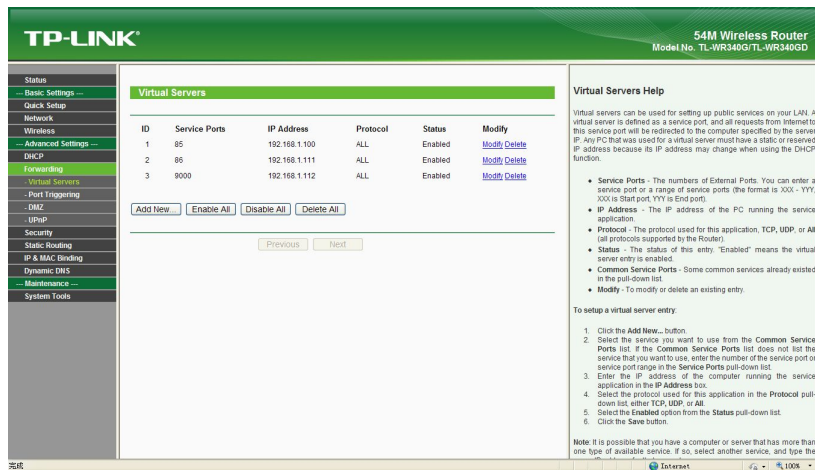 TP-LINK®
54M Wireless Router
Model No. TL-WR340G/TL-WR340GD
Status
--- Basic Settings ---
Quick Setup
Network
Wireless
--- Advanced Settings ---
DHCP
Forwarding
- Virtual Servers
- Port Triggering
- DMZ
- UPnP
Security
Static Routing
IP & MAC Binding
Dynamic DNS
--- Maintenance ---
System Tools
Virtual Servers
ID Service Ports IP Address Protocol Status Modify
1 85 192.168.1.100 ALL Enabled Modify Delete
2 86 192.168.1.111 ALL Enabled Modify Delete
3 9000 192.168.1.112 ALL Enabled Modify Delete
Add New... Enable All Disable All Delete All
Previous Next
Virtual Servers Help
Virtual servers can be used for setting up public services on your LAN. A
virtual server is defined as a service port, and all requests from Internet to
this service port will be redirected to the computer specified by the server
IP. Any PC that was used for a virtual server must have a static or reserved
IP address because its IP address may change when using the DHCP
function.
• Service Ports - The numbers of External Ports. You can enter a
service port or a range of service ports (the format is XXX - YYY,
XXX is Start port, YYY is End port).
• IP Address - The IP address of the PC running the service
application.
• Protocol - The protocol used for this application, TCP, UDP, or All
(all protocols supported by the Router).
• Status - The status of this entry. "Enabled" means the virtual
server entry is enabled.
• Common Service Ports - Some common services already existed
in the pull-down list.
• Modify - To modify or delete an existing entry.
To setup a virtual server entry:
1. Click the Add New... button.
2. Select the service you want to use from the Common Service
Ports list. If the Common Service Ports list does not list the
service that you want to use, enter the number of the service port or
service port range in the Service Ports pull-down list.
3. Enter the IP address of the computer running the service
application in the IP Address box.
4. Select the protocol used for this application in the Protocol pull-
down list, either TCP, UDP, or All.
5. Select the Enabled option from the Status pull-down list.
6. Click the Save button.
Note: It is possible that you have a computer or server that has more than
one type of available service. If so, select another service, and type the
完成
Internet 100%